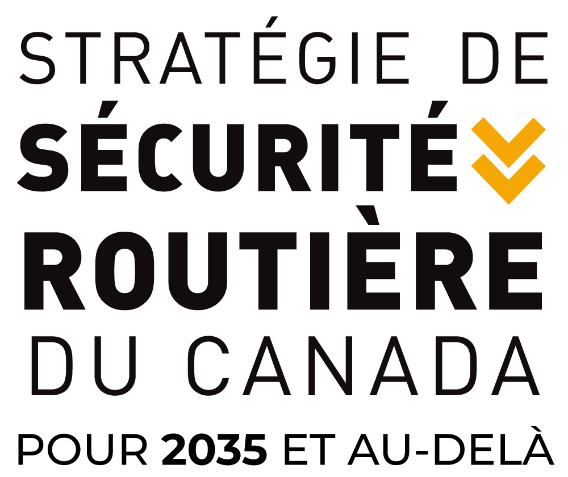 STRATÉGIE DE
SÉCURITÉ
ROUTIÈRE
DU CANADA
POUR 2035 ET AU-DELÀ